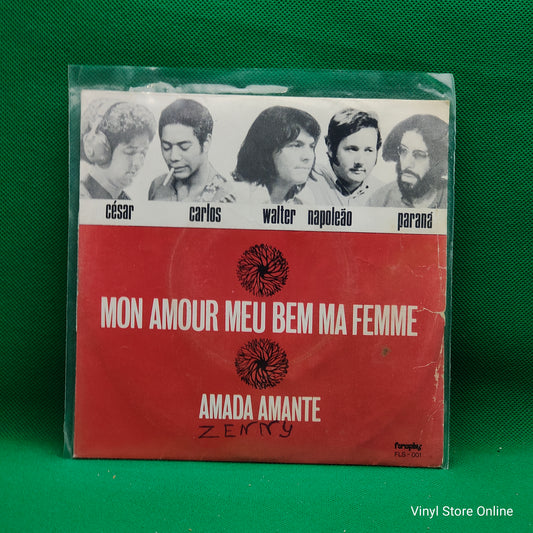 césar carlos walter napoleão paraná
MON AMOUR MEU BEM MA FEMME
AMADA AMANTE
ZENNY
FLS - 001
Vinyl Store Online